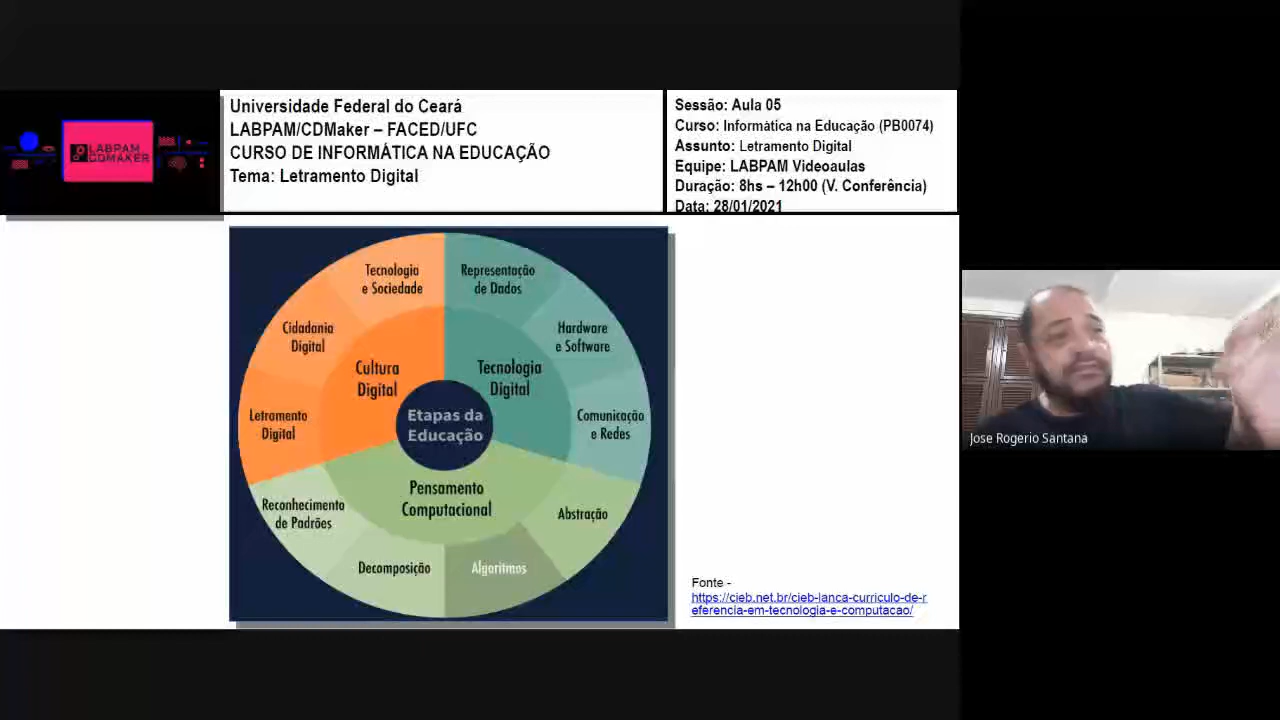 LABPAM
CDMAKER
Universidade Federal do Ceará
LABPAM/CDMaker – FACED/UFC
CURSO DE INFORMÁTICA NA EDUCAÇÃO
Tema: Letramento Digital
Sessão: Aula 05
Curso: Informática na Educação (PB0074)
Assunto: Letramento Digital
Equipe: LABPAM Videoaulas
Duração: 8hs – 12h00 (V. Conferência)
Data: 28/01/2021
Tecnologia
e Sociedade
Representação
de Dados
Cidadania
Digital
Hardware
e Software
Cultura
Digital
Tecnologia
Digital
Letramento
Digital
Etapas da
Educação
Comunicação
e Redes
Pensamento
Computacional
Reconhecimento
de Padrões
Abstração
Decomposição
Algoritmos
Fonte -
https://cieb.net.br/cieb-lanca-curriculo-de-r
eferencia-em-tecnologia-e-computacao/
Jose Rogerio Santana